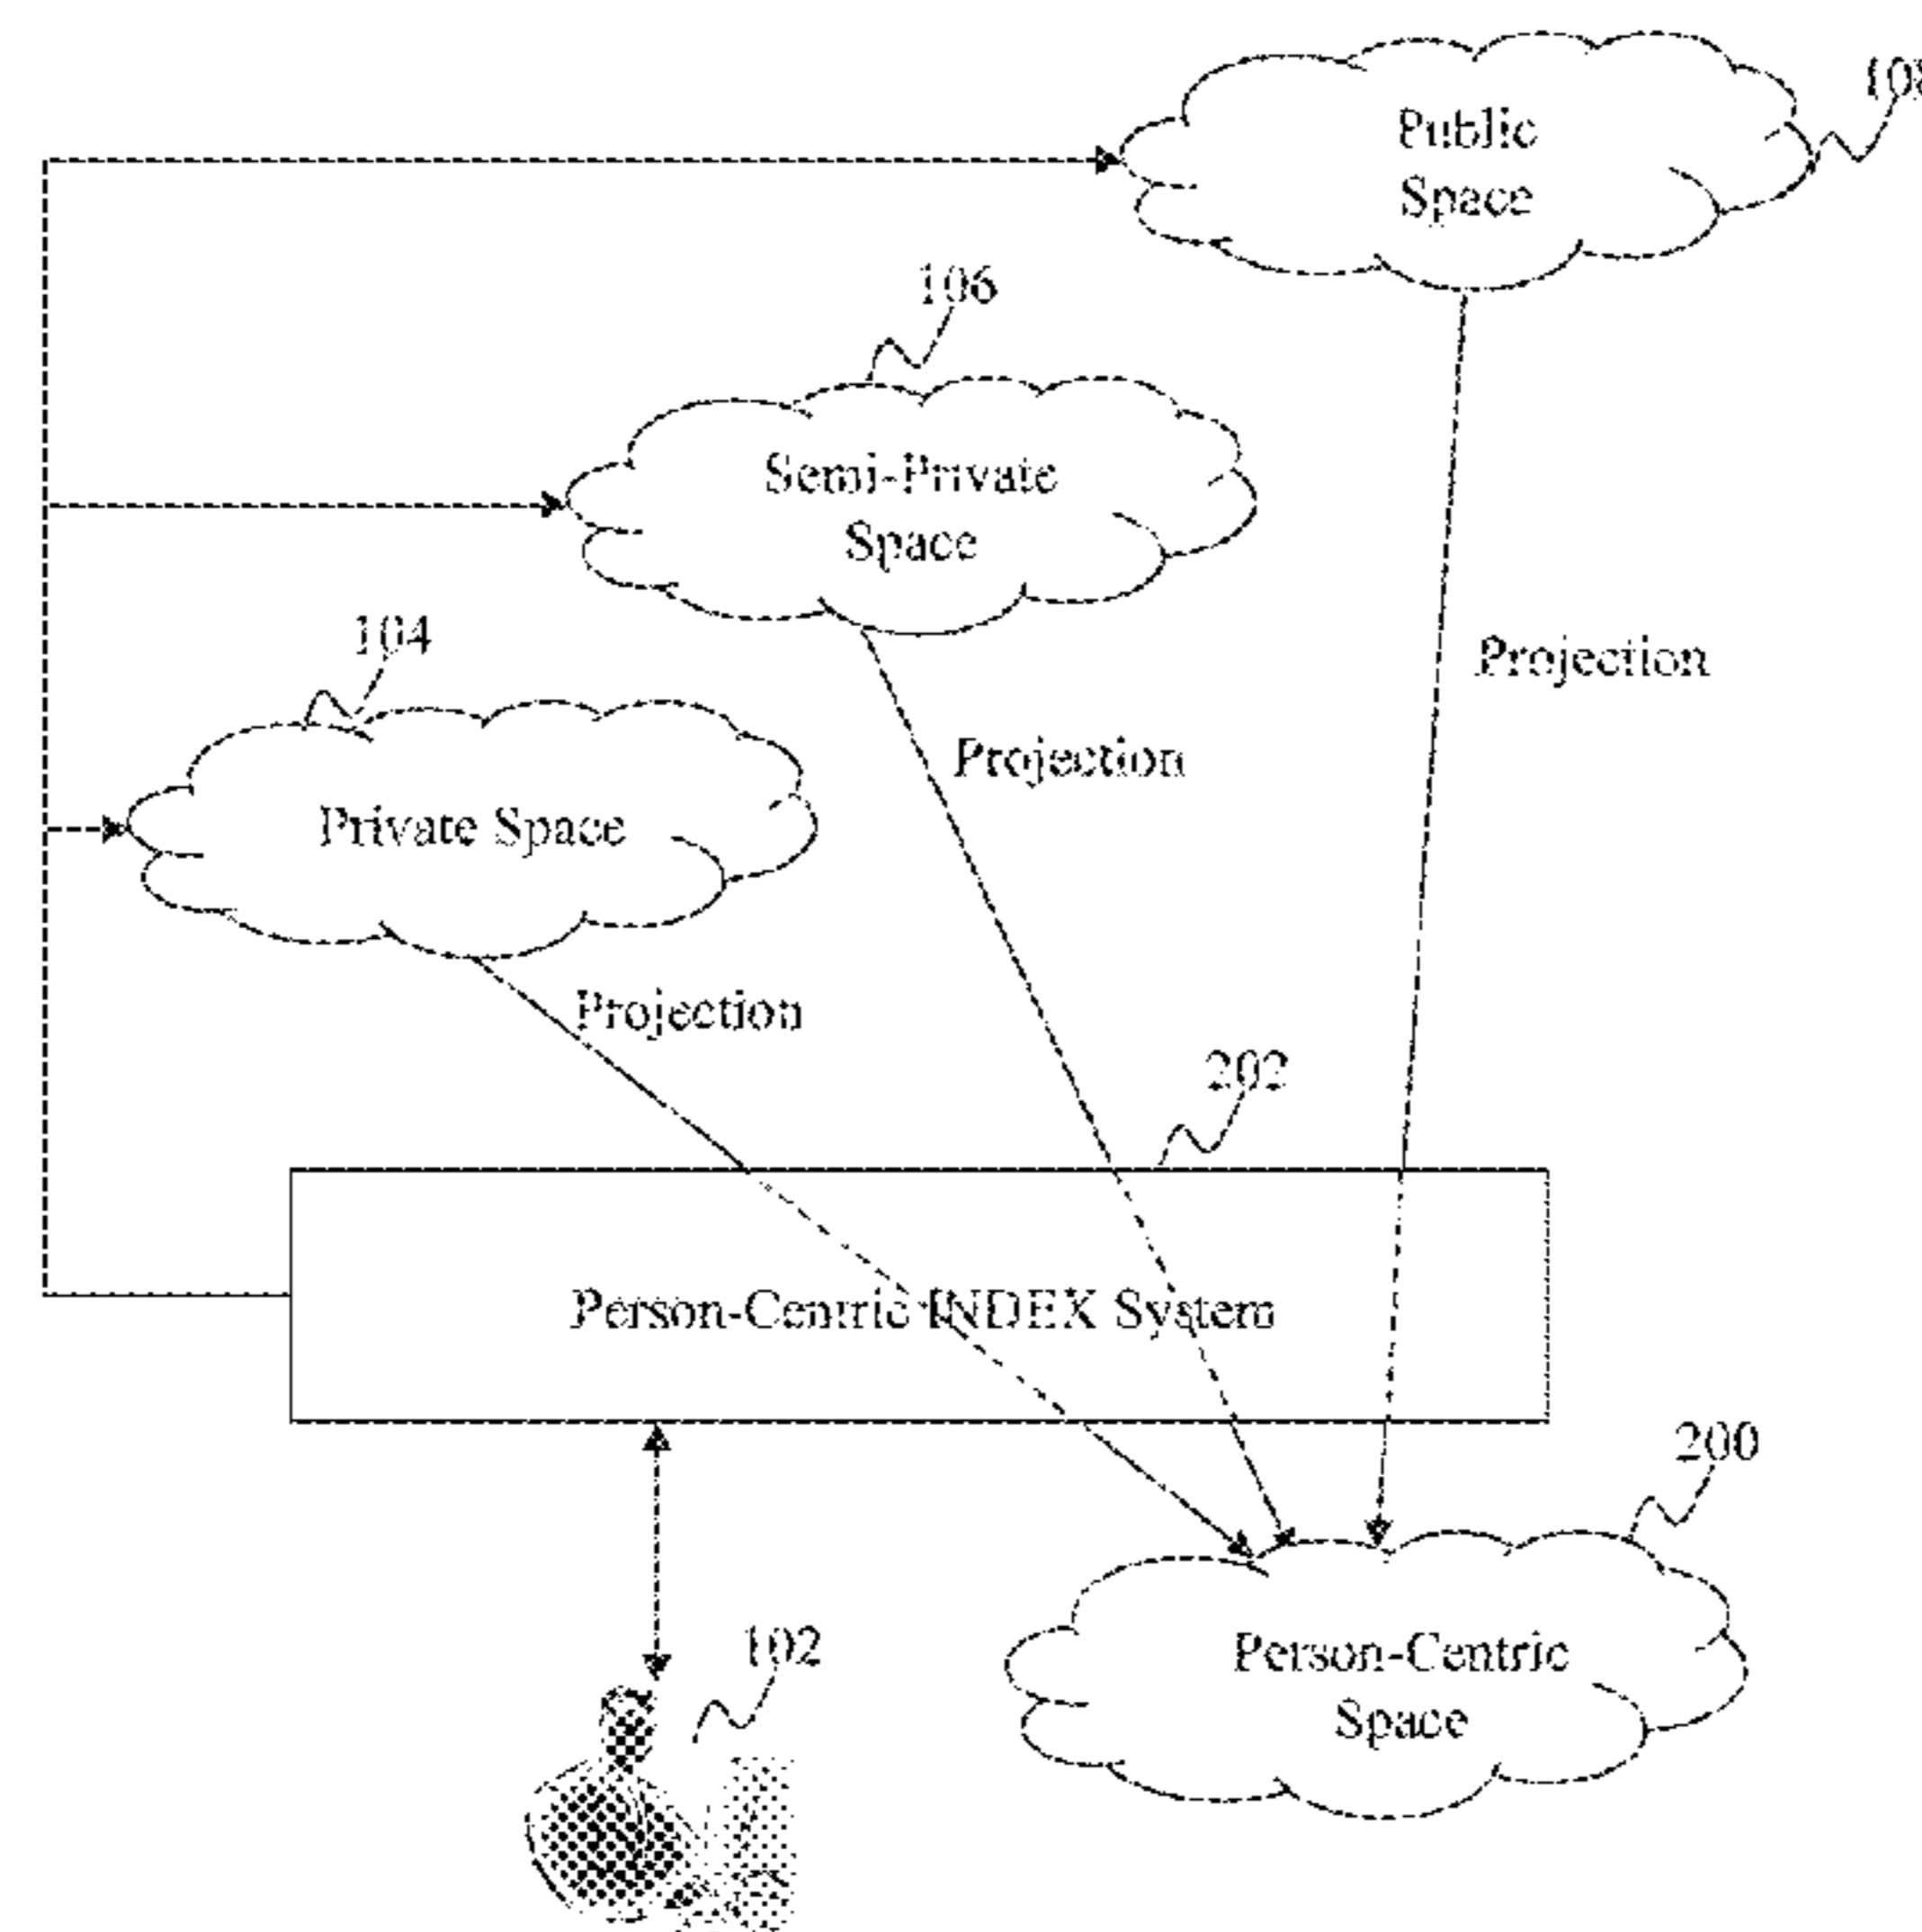 Public
Space
106
Semi-Private
Space
104
Projection
Projection
Private Space
Projection
202
Person-Centric INDEX System
200
102
Person-Centric
Space